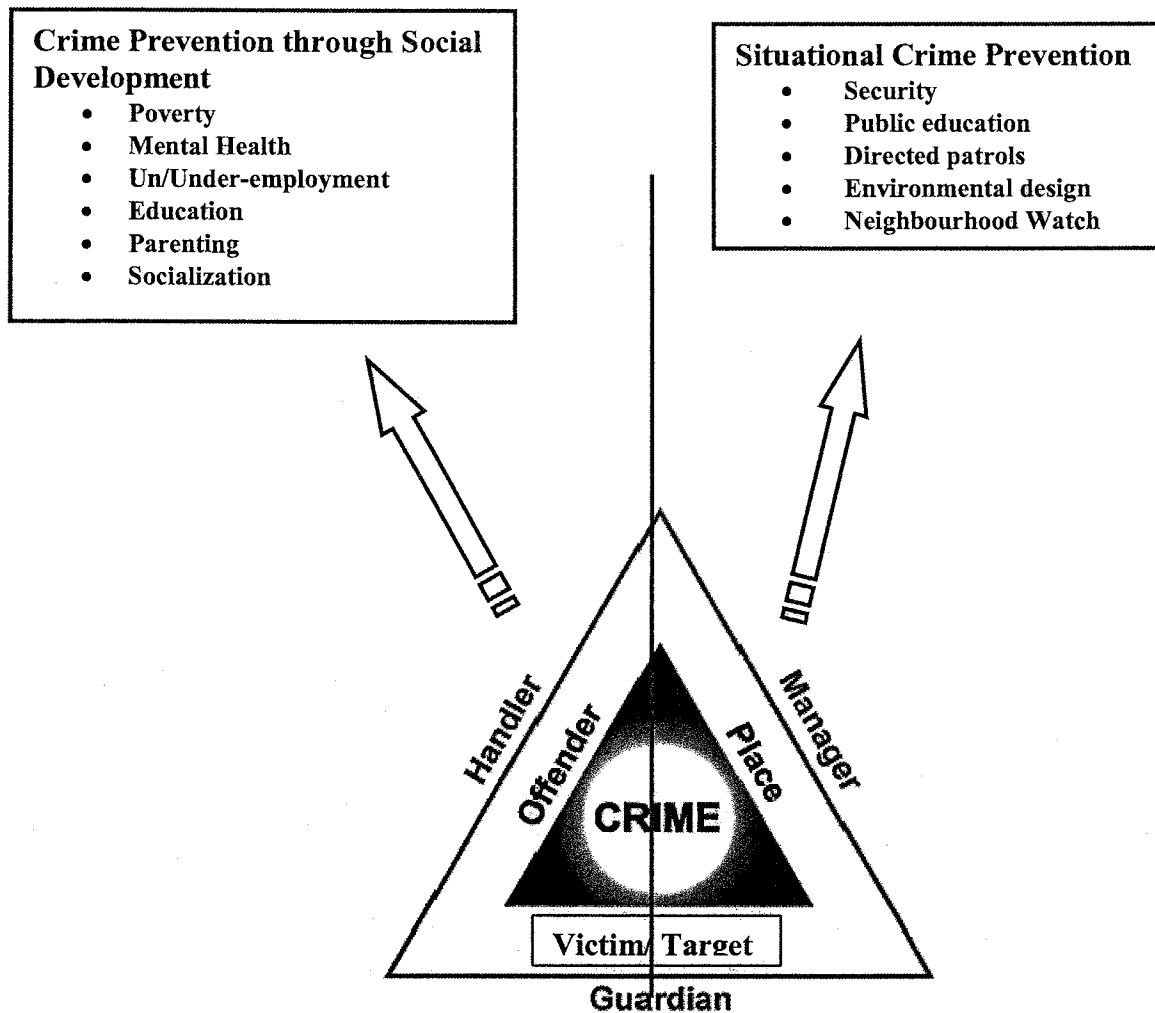 Crime Prevention through Social
Development
• Poverty
• Mental Health
• Un/Under-employment
• Education
• Parenting
• Socialization
Situational Crime Prevention
• Security
• Public education
• Directed patrols
• Environmental design
• Neighbourhood Watch
Handler
Offender
CRIME
Place
Manager
Victim/ Target
Guardian